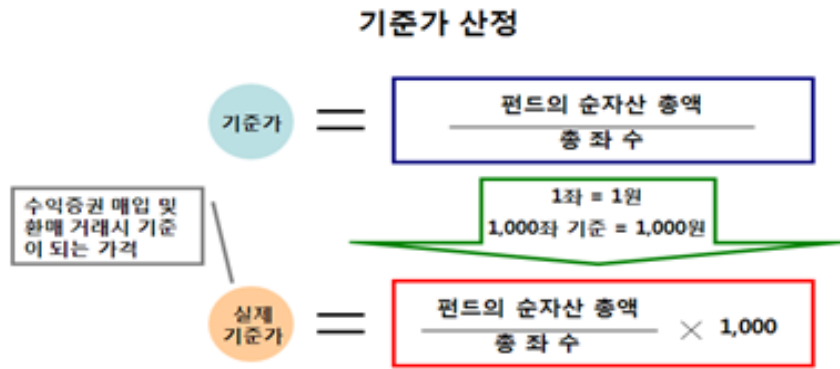 기준가 산정
기준가
=
펀드의 순자산 총액
총 좌 수
1좌 = 1원
1,000좌 기준 = 1,000원
수익증권 매입 및
환매 거래시 기준
이 되는 가격
실제
기준가
=
펀드의 순자산 총액
총 좌 수
× 1,000